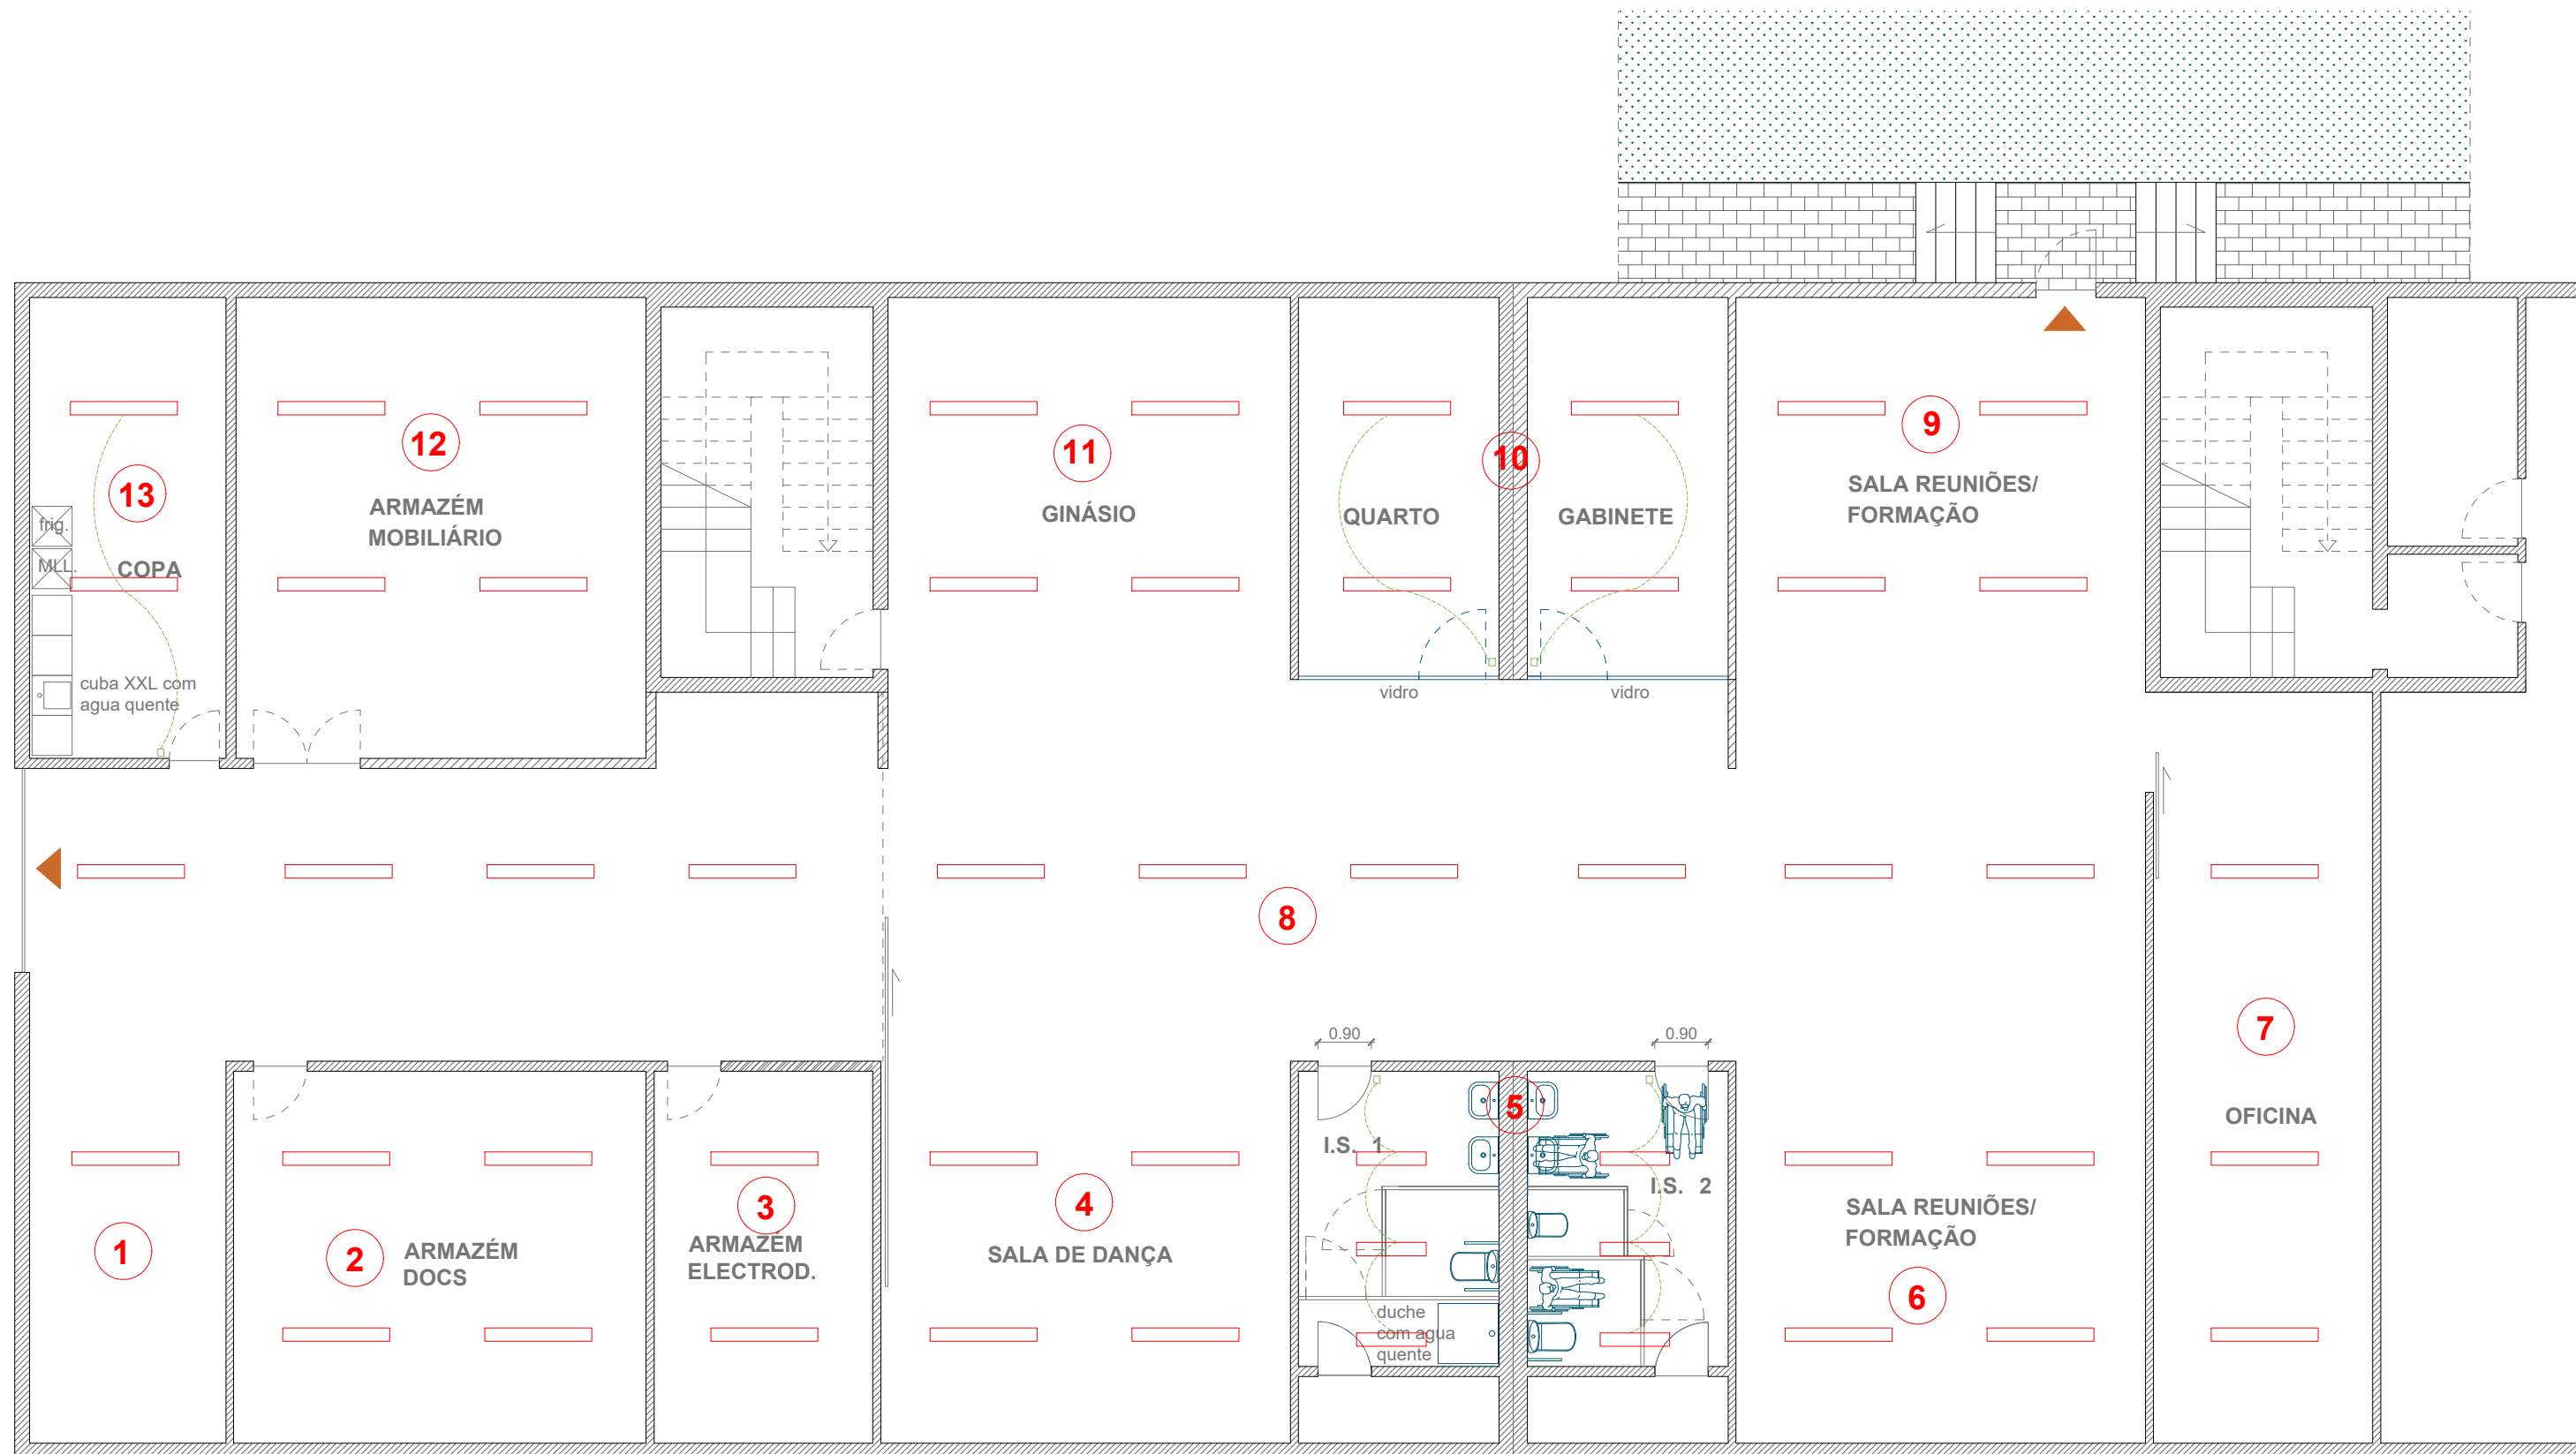 9
12
11
10
13
SALA REUNIÕES/
FORMAÇÃO
ARMAZÉM
MOBILIÁRIO
GINÁSIO
QUARTO
GABINETE
frig.
MLL.
COPA
cuba XXL com
agua quente
vidro
vidro
8
7
0.90
0.90
5
OFICINA
I.S. 1
I.S. 2
4
3
SALA REUNIÕES/
FORMAÇÃO
1
2
ARMAZÉM
DOCS
ARMAZÉM
ELECTROD.
SALA DE DANÇA
6
duche
com agua
quente